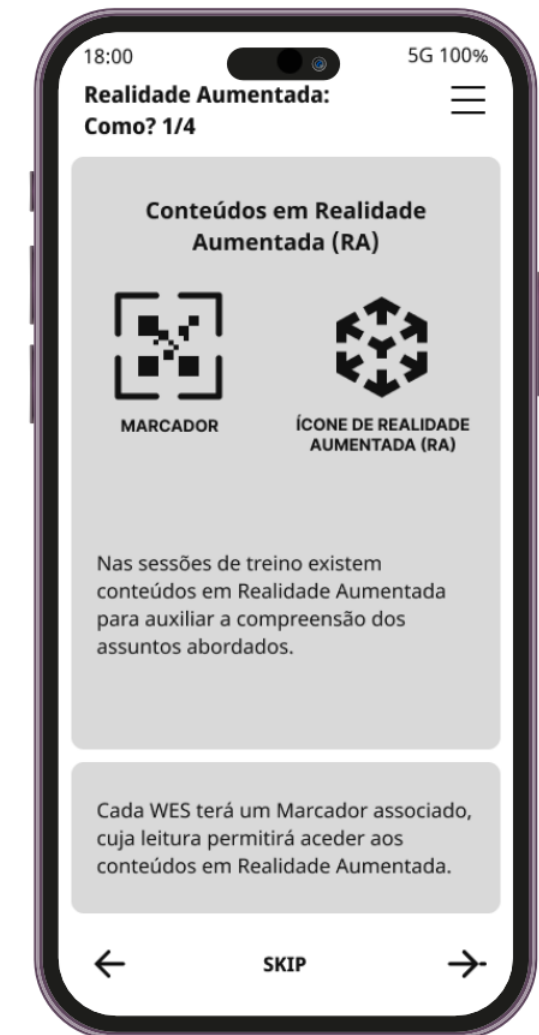 18:00 5G 100%
Realidade Aumentada:
Como? 1/4
Conteúdos em Realidade
Aumentada (RA)
MARCADOR
ÍCONE DE REALIDADE
AUMENTADA (RA)
Nas sessões de treino existem
conteúdos em Realidade Aumentada
para auxiliar a compreensão dos
assuntos abordados.
Cada WES terá um Marcador associado,
cuja leitura permitirá aceder aos
conteúdos em Realidade Aumentada.
SKIP